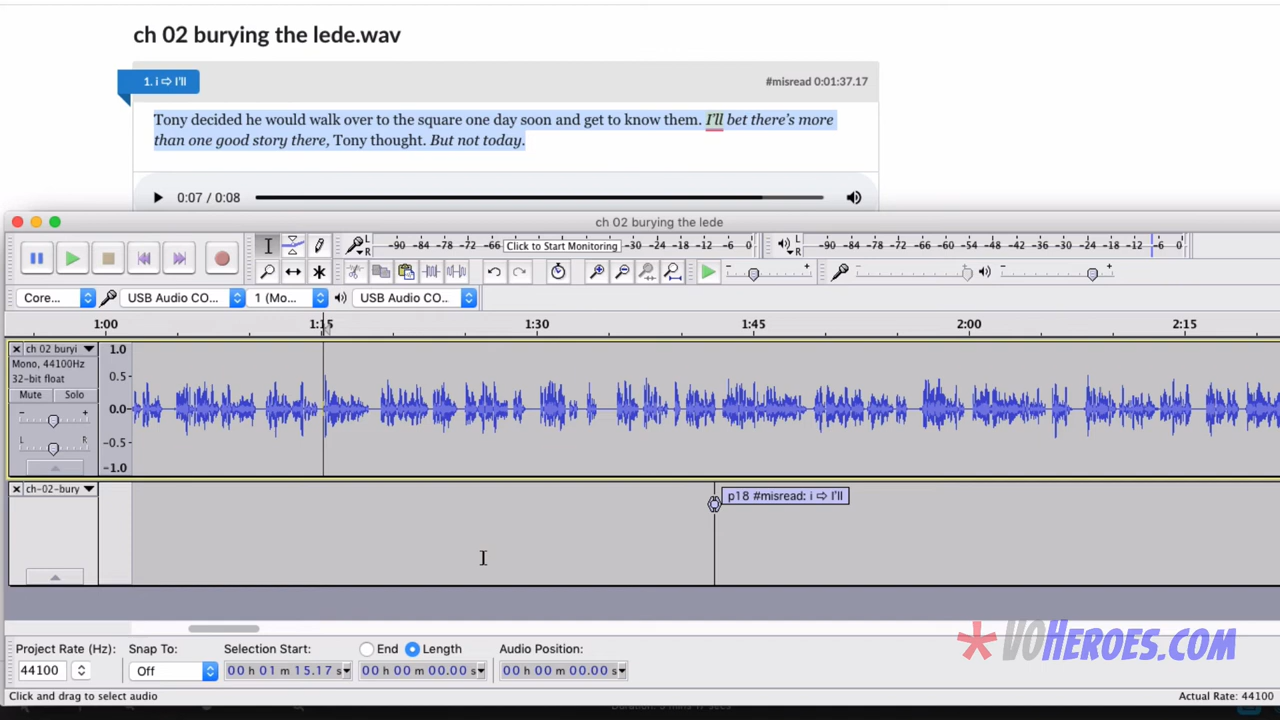 ch 02 burying the lede.wav
1. i ⇨ I'll
#misread 0:01:37.17
Tony decided he would walk over to the square one day soon and get to know them. I'll bet there's more
than one good story there, Tony thought. But not today.
0:07 / 0:08
ch 02 burying the lede
L
R
-90 -84 -78 -72 -66 Click to Start Monitoring -30 -24 -18 -12 -6 0
L
R
-90 -84 -78 -72 -66 -60 -54 -48 -42 -36 -30 -24 -18 -12 -6 0
Core... USB Audio CO... 1 (Mo... USB Audio CO...
1:00 1:15 1:30 1:45 2:00 2:15
ch 02 buryi
Mono, 44100Hz
32-bit float
Mute Solo
- +
L R
1.0
0.5-
0.0-
-0.5-
-1.0
ch-02-bury
p18 #misread: i ⇨ I'll
Project Rate (Hz): Snap To: Selection Start: End Length Audio Position:
44100 Off 00 h 01 m 15.17 s 00 h 00 m 00.00 s 00 h 00 m 00.00 s
VOHEROES.COM
Click and drag to select audio
Actual Rate: 44100